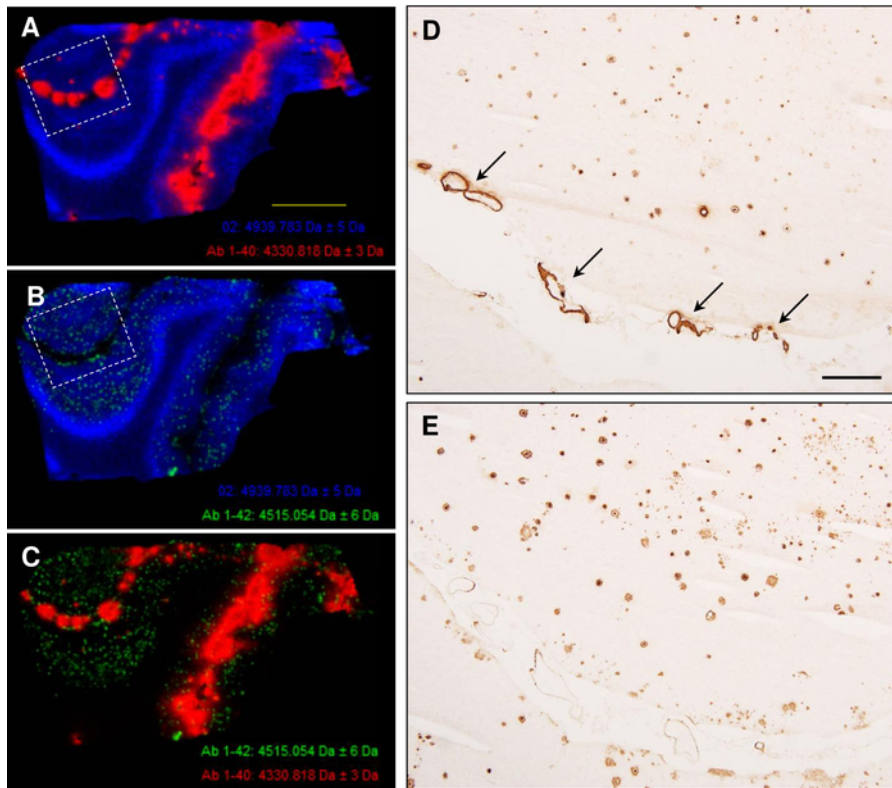 A
02: 4939.783 Da ± 5 Da
Ab 1-40: 4330.818 Da ± 3 Da
B
02: 4939.783 Da ± 5 Da
Ab 1-42: 4515.054 Da ± 6 Da
C
Ab 1-42: 4515.054 Da ± 6 Da
Ab 1-40: 4330.818 Da ± 3 Da
D
E